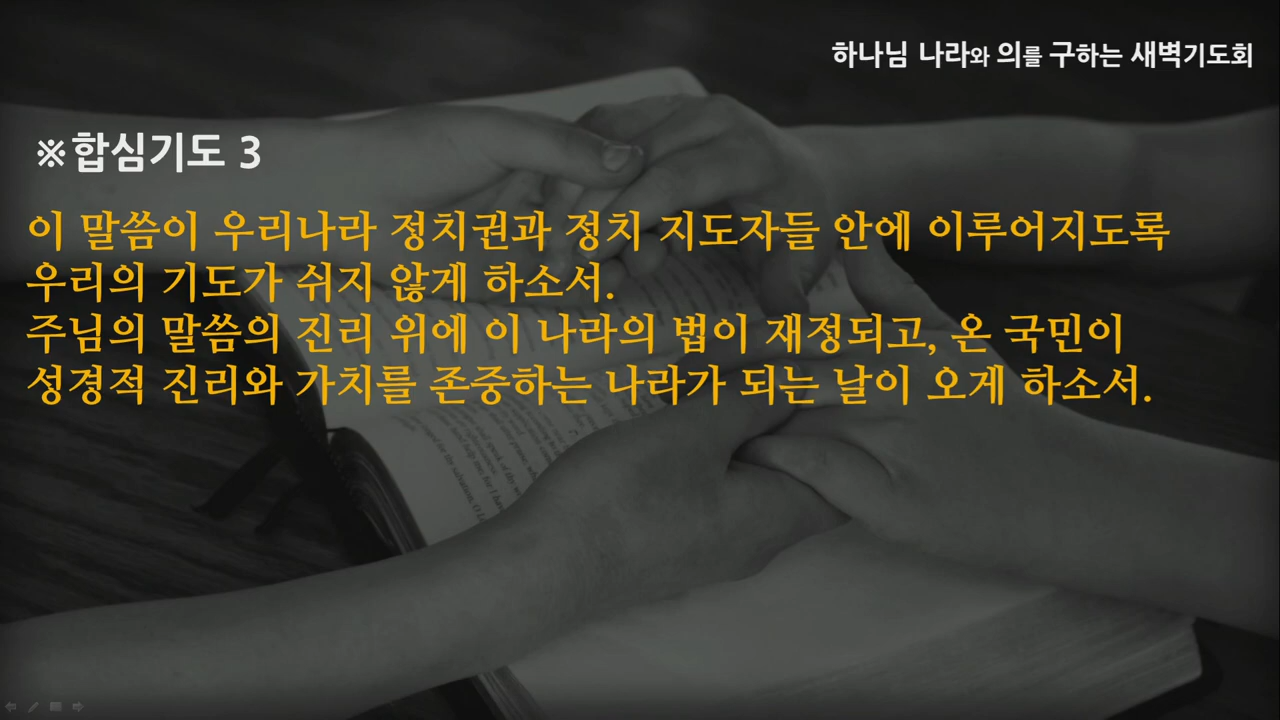 하나님 나라와 의를 구하는 새벽기도회
※합심기도 3
이 말씀이 우리나라 정치권과 정치 지도자들 안에 이루어지도록
우리의 기도가 쉬지 않게 하소서.
주님의 말씀의 진리 위에 이 나라의 법이 재정되고, 온 국민이
성경적 진리와 가치를 존중하는 나라가 되는 날이 오게 하소서.